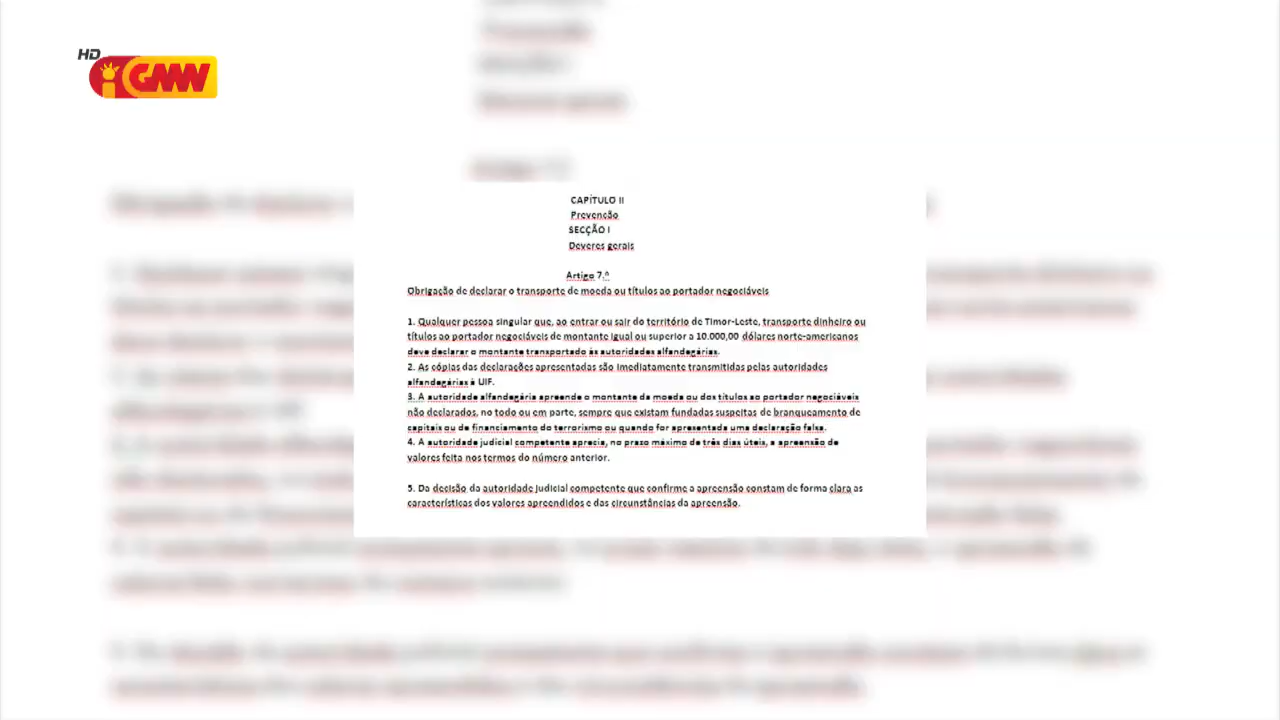 HD
GMN
CAPÍTULO II
Prevenção
SECÇÃO I
Deveres gerais
Artigo 7.º
Obrigação de declarar o transporte de moeda ou títulos ao portador negociáveis
1. Qualquer pessoa singular que, ao entrar ou sair do território de Timor-Leste, transporte dinheiro ou
títulos ao portador negociáveis de montante igual ou superior a 10.000,00 dólares norte-americanos
deve declarar o montante transportado às autoridades alfandegárias.
2. As cópias das declarações apresentadas são imediatamente transmitidas pelas autoridades
alfandegárias à UIF.
3. A autoridade alfandegária apreende o montante da moeda ou dos títulos ao portador negociáveis
não declarados, no todo ou em parte, sempre que existam fundadas suspeitas de branqueamento de
capitais ou de financiamento do terrorismo ou quando for apresentada uma declaração falsa.
4. A autoridade judicial competente aprecia, no prazo máximo de três dias úteis, a apreensão de
valores feita nos termos do número anterior.
5. Da decisão da autoridade judicial competente que confirme a apreensão constam de forma clara as
características dos valores apreendidos e das circunstâncias da apreensão.